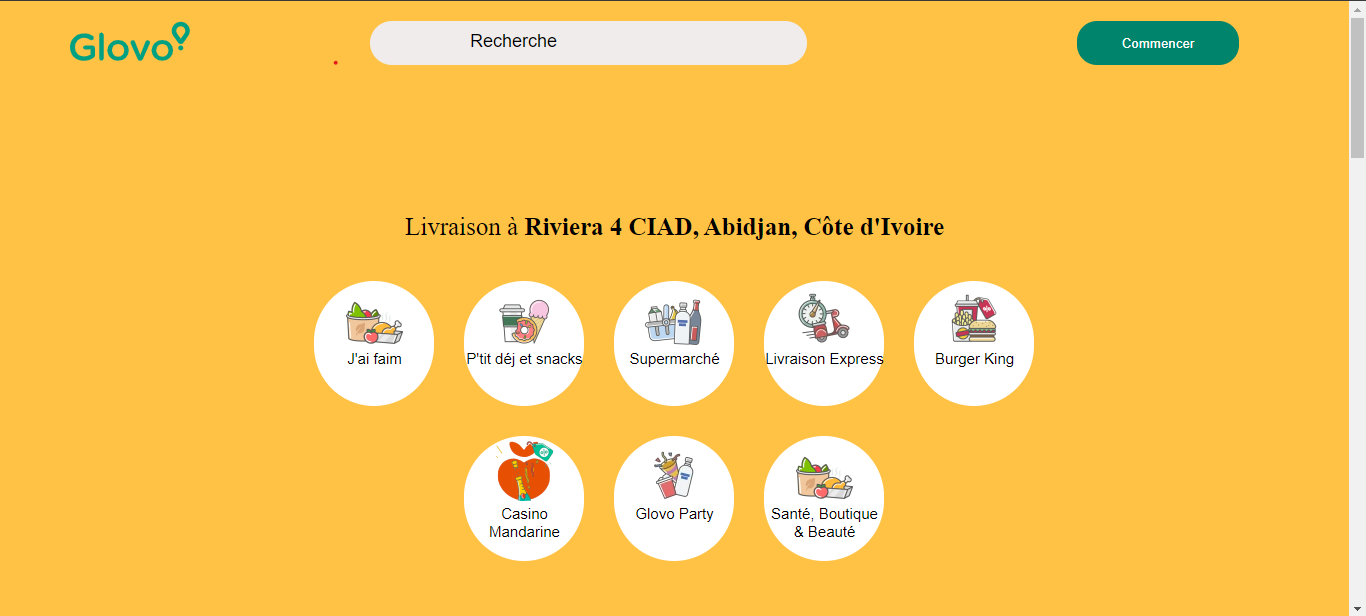 Glovo
Recherche
Commencer
Livraison à Riviera 4 CIAD, Abidjan, Côte d'Ivoire
J'ai faim
P'tit déj et snacks
Supermarché
Livraison Express
Burger King
Casino
Mandarine
Glovo Party
Santé, Boutique
& Beauté